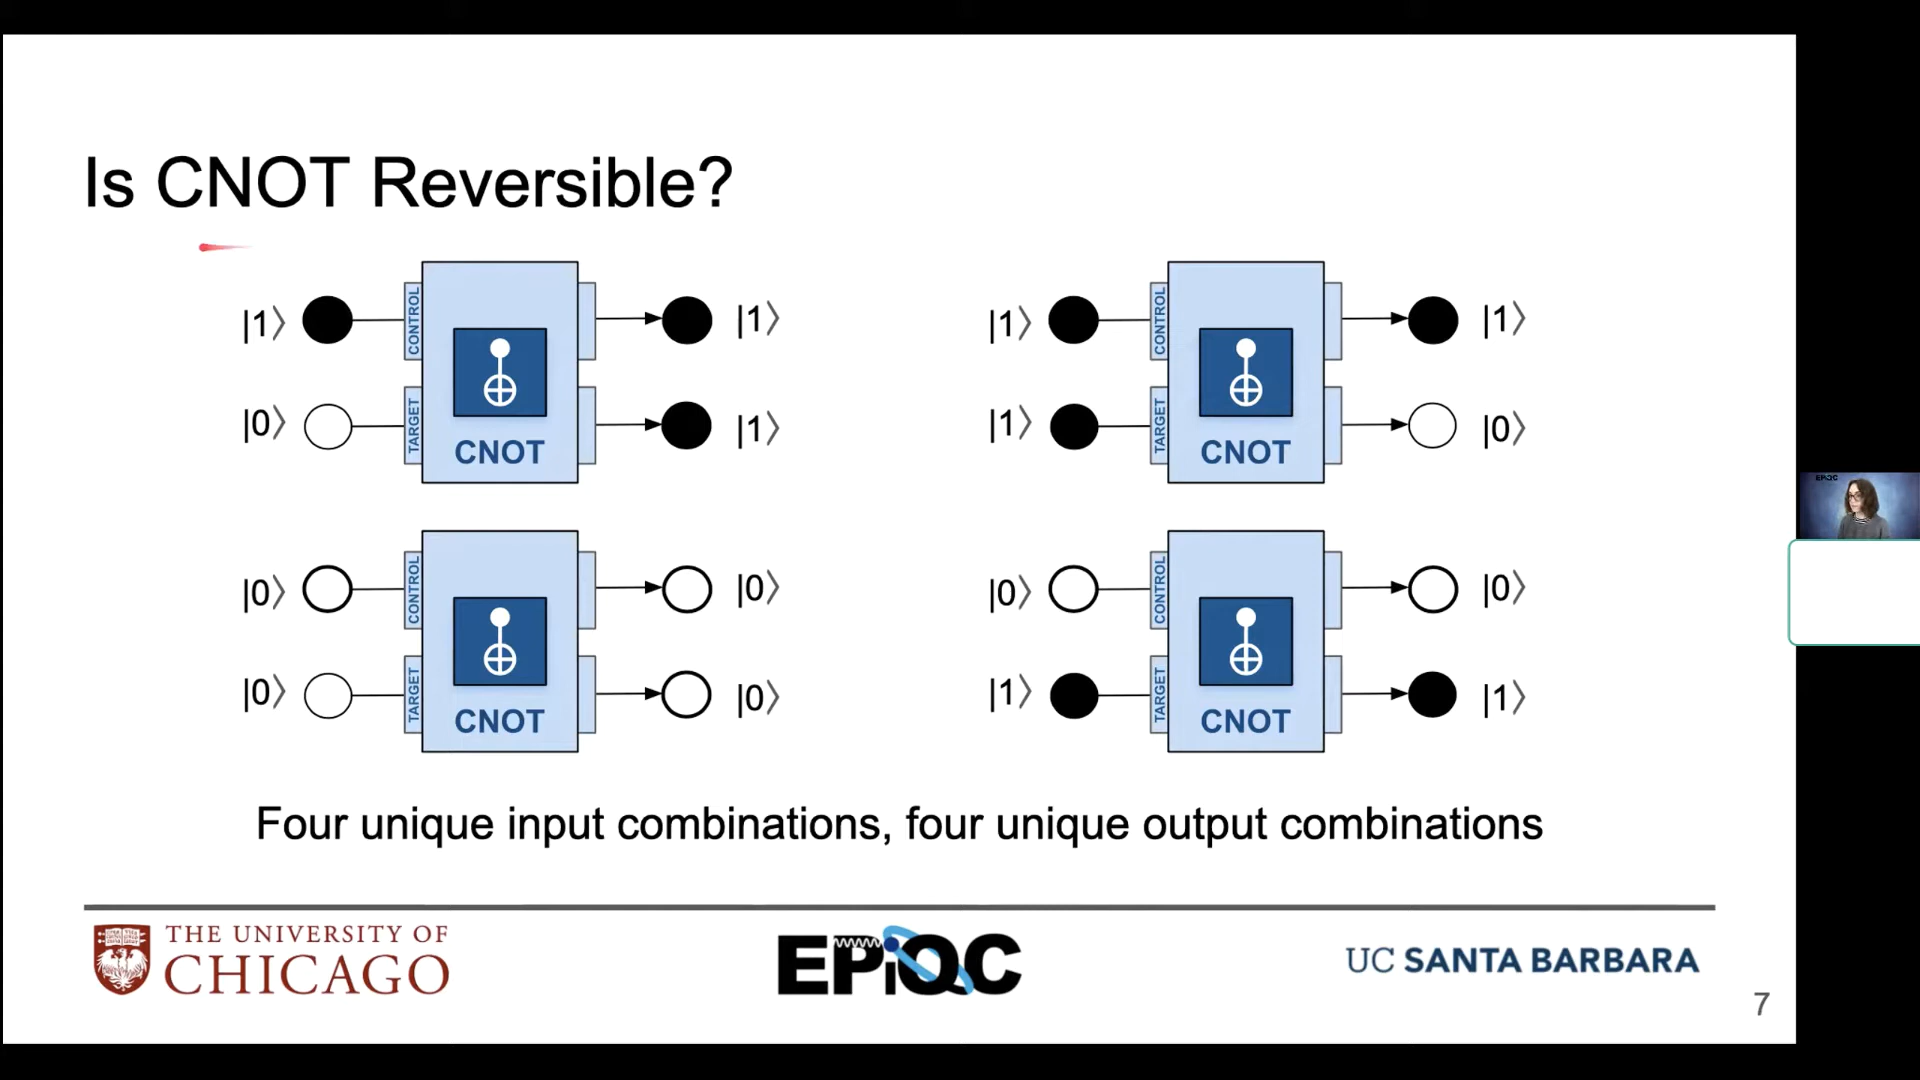 Is CNOT Reversible?
|1⟩ CONTROL |1⟩
|0⟩ TARGET CNOT |1⟩
|1⟩ CONTROL |1⟩
|1⟩ TARGET CNOT |0⟩
|0⟩ CONTROL |0⟩
|0⟩ TARGET CNOT |0⟩
|0⟩ CONTROL |0⟩
|1⟩ TARGET CNOT |1⟩
EPiQC
Four unique input combinations, four unique output combinations
THE UNIVERSITY OF
CHICAGO
EPiQC
UC SANTA BARBARA
7